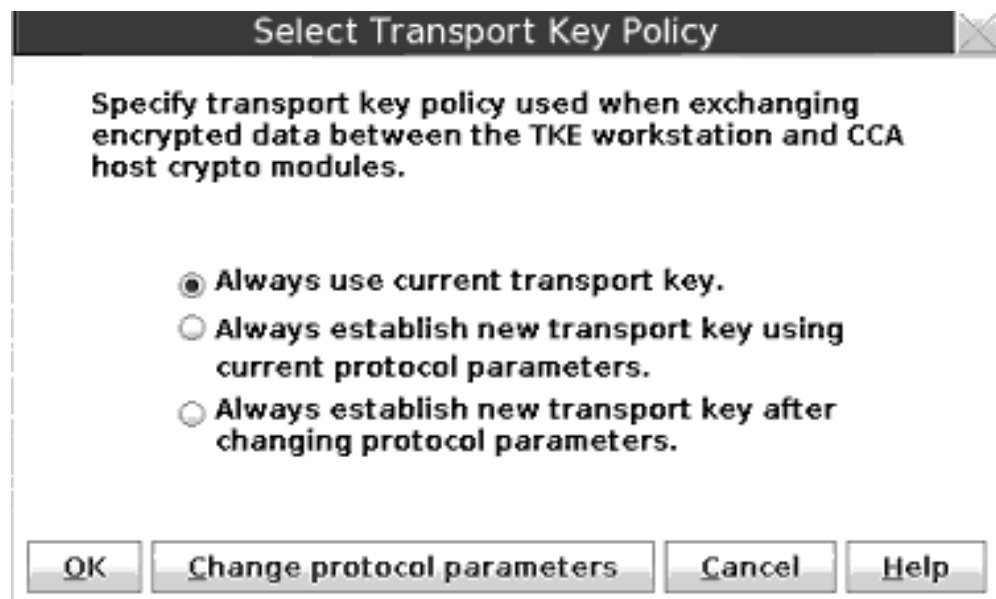 Select Transport Key Policy
Specify transport key policy used when exchanging
encrypted data between the TKE workstation and CCA
host crypto modules.
Always use current transport key.
Always establish new transport key using
current protocol parameters.
Always establish new transport key after
changing protocol parameters.
OK Change protocol parameters Cancel Help